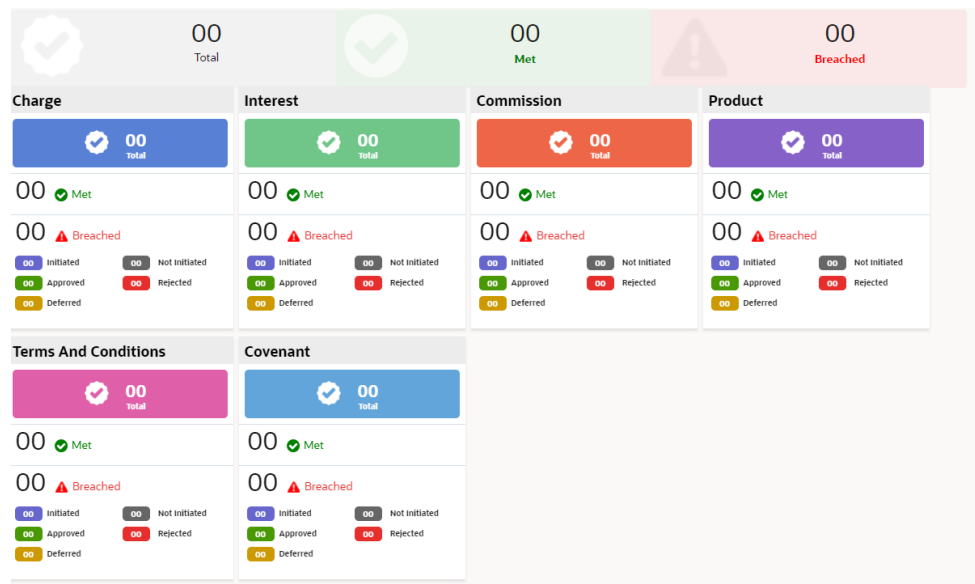 00
Total
00
Met
00
Breached
Charge
00
Total
00 Met
00 Breached
00 Initiated 00 Not Initiated
00 Approved 00 Rejected
00 Deferred
Interest
00
Total
00 Met
00 Breached
00 Initiated 00 Not Initiated
00 Approved 00 Rejected
00 Deferred
Commission
00
Total
00 Met
00 Breached
00 Initiated 00 Not Initiated
00 Approved 00 Rejected
00 Deferred
Product
00
Total
00 Met
00 Breached
00 Initiated 00 Not Initiated
00 Approved 00 Rejected
00 Deferred
Terms And Conditions
00
Total
00 Met
00 Breached
00 Initiated 00 Not Initiated
00 Approved 00 Rejected
00 Deferred
Covenant
00
Total
00 Met
00 Breached
00 Initiated 00 Not Initiated
00 Approved 00 Rejected
00 Deferred